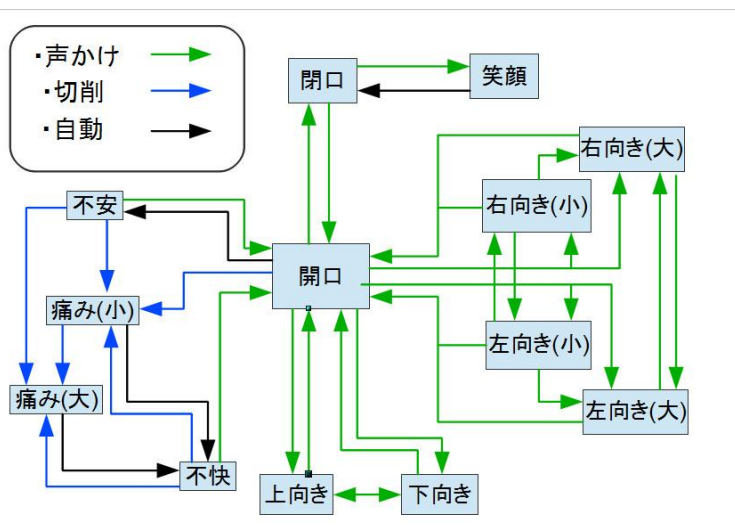 ・声かけ
・切削
・自動
閉口
笑顔
右向き(大)
不安
右向き(小)
開口
痛み(小)
左向き(小)
痛み(大)
左向き(大)
不快
上向き
下向き